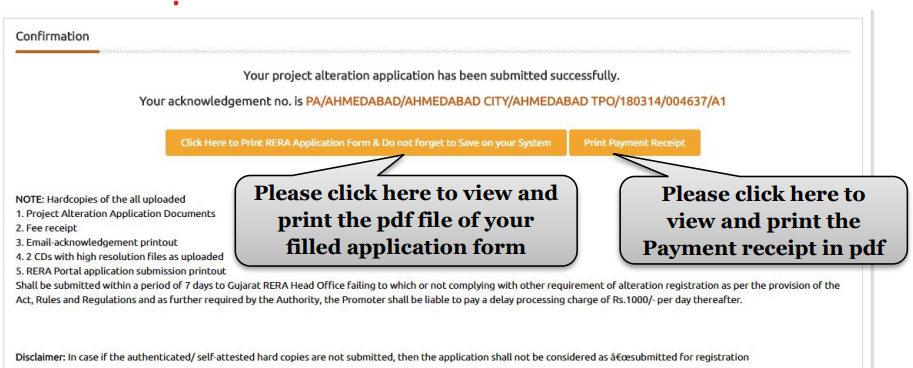 Confirmation
Your project alteration application has been submitted successfully.
Your acknowledgement no. is PA/AHMEDABAD/AHMEDABAD CITY/AHMEDABAD TPO/180314/004637/A1
Click Here to Print RERA Application Form & Do not forget to Save on your System
Print Payment Receipt
Please click here to view and
print the pdf file of your
filled application form
Please click here to
view and print the
Payment receipt in pdf
NOTE: Hardcopies of the all uploaded
1. Project Alteration Application Documents
2. Fee receipt
3. Email-acknowledgement printout
4. 2 CDs with high resolution files as uploaded
5. RERA Portal application submission printout
Shall be submitted within a period of 7 days to Gujarat RERA Head Office failing to which or not complying with other requirement of alteration registration as per the provision of the
Act, Rules and Regulations and as further required by the Authority, the Promoter shall be liable to pay a delay processing charge of Rs.1000/- per day thereafter.
Disclaimer: In case if the authenticated/ self-attested hard copies are not submitted, then the application shall not be considered as â€œsubmitted for registration